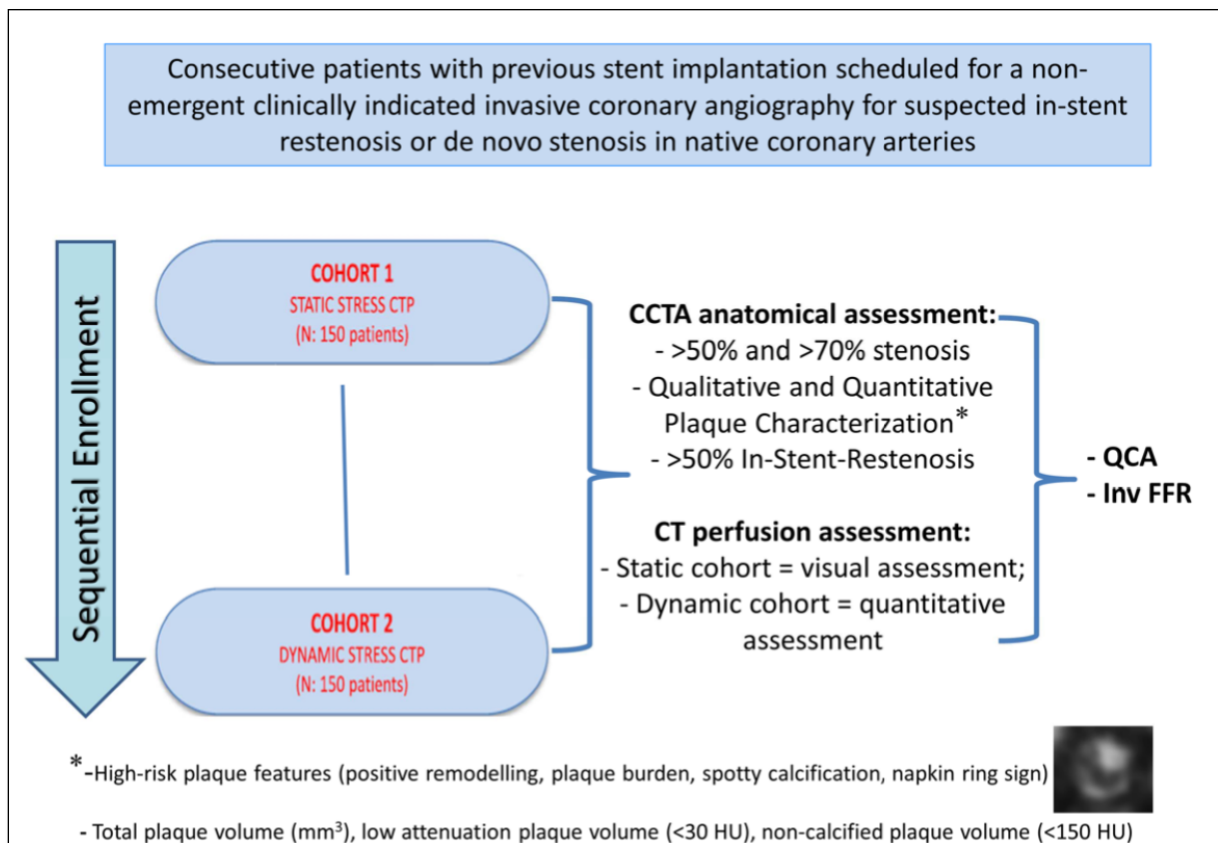 Consecutive patients with previous stent implantation scheduled for a non-
emergent clinically indicated invasive coronary angiography for suspected in-stent
restenosis or de novo stenosis in native coronary arteries
Sequential Enrollment
COHORT 1
STATIC STRESS CTP
(N: 150 patients)
COHORT 2
DYNAMIC STRESS CTP
(N: 150 patients)
CCTA anatomical assessment:
- >50% and >70% stenosis
- Qualitative and Quantitative
Plaque Characterization*
- >50% In-Stent-Restenosis
CT perfusion assessment:
- Static cohort = visual assessment;
- Dynamic cohort = quantitative
assessment
- QCA
- Inv FFR
*-High-risk plaque features (positive remodelling, plaque burden, spotty calcification, napkin ring sign)
- Total plaque volume (mm³), low attenuation plaque volume (<30 HU), non-calcified plaque volume (<150 HU)